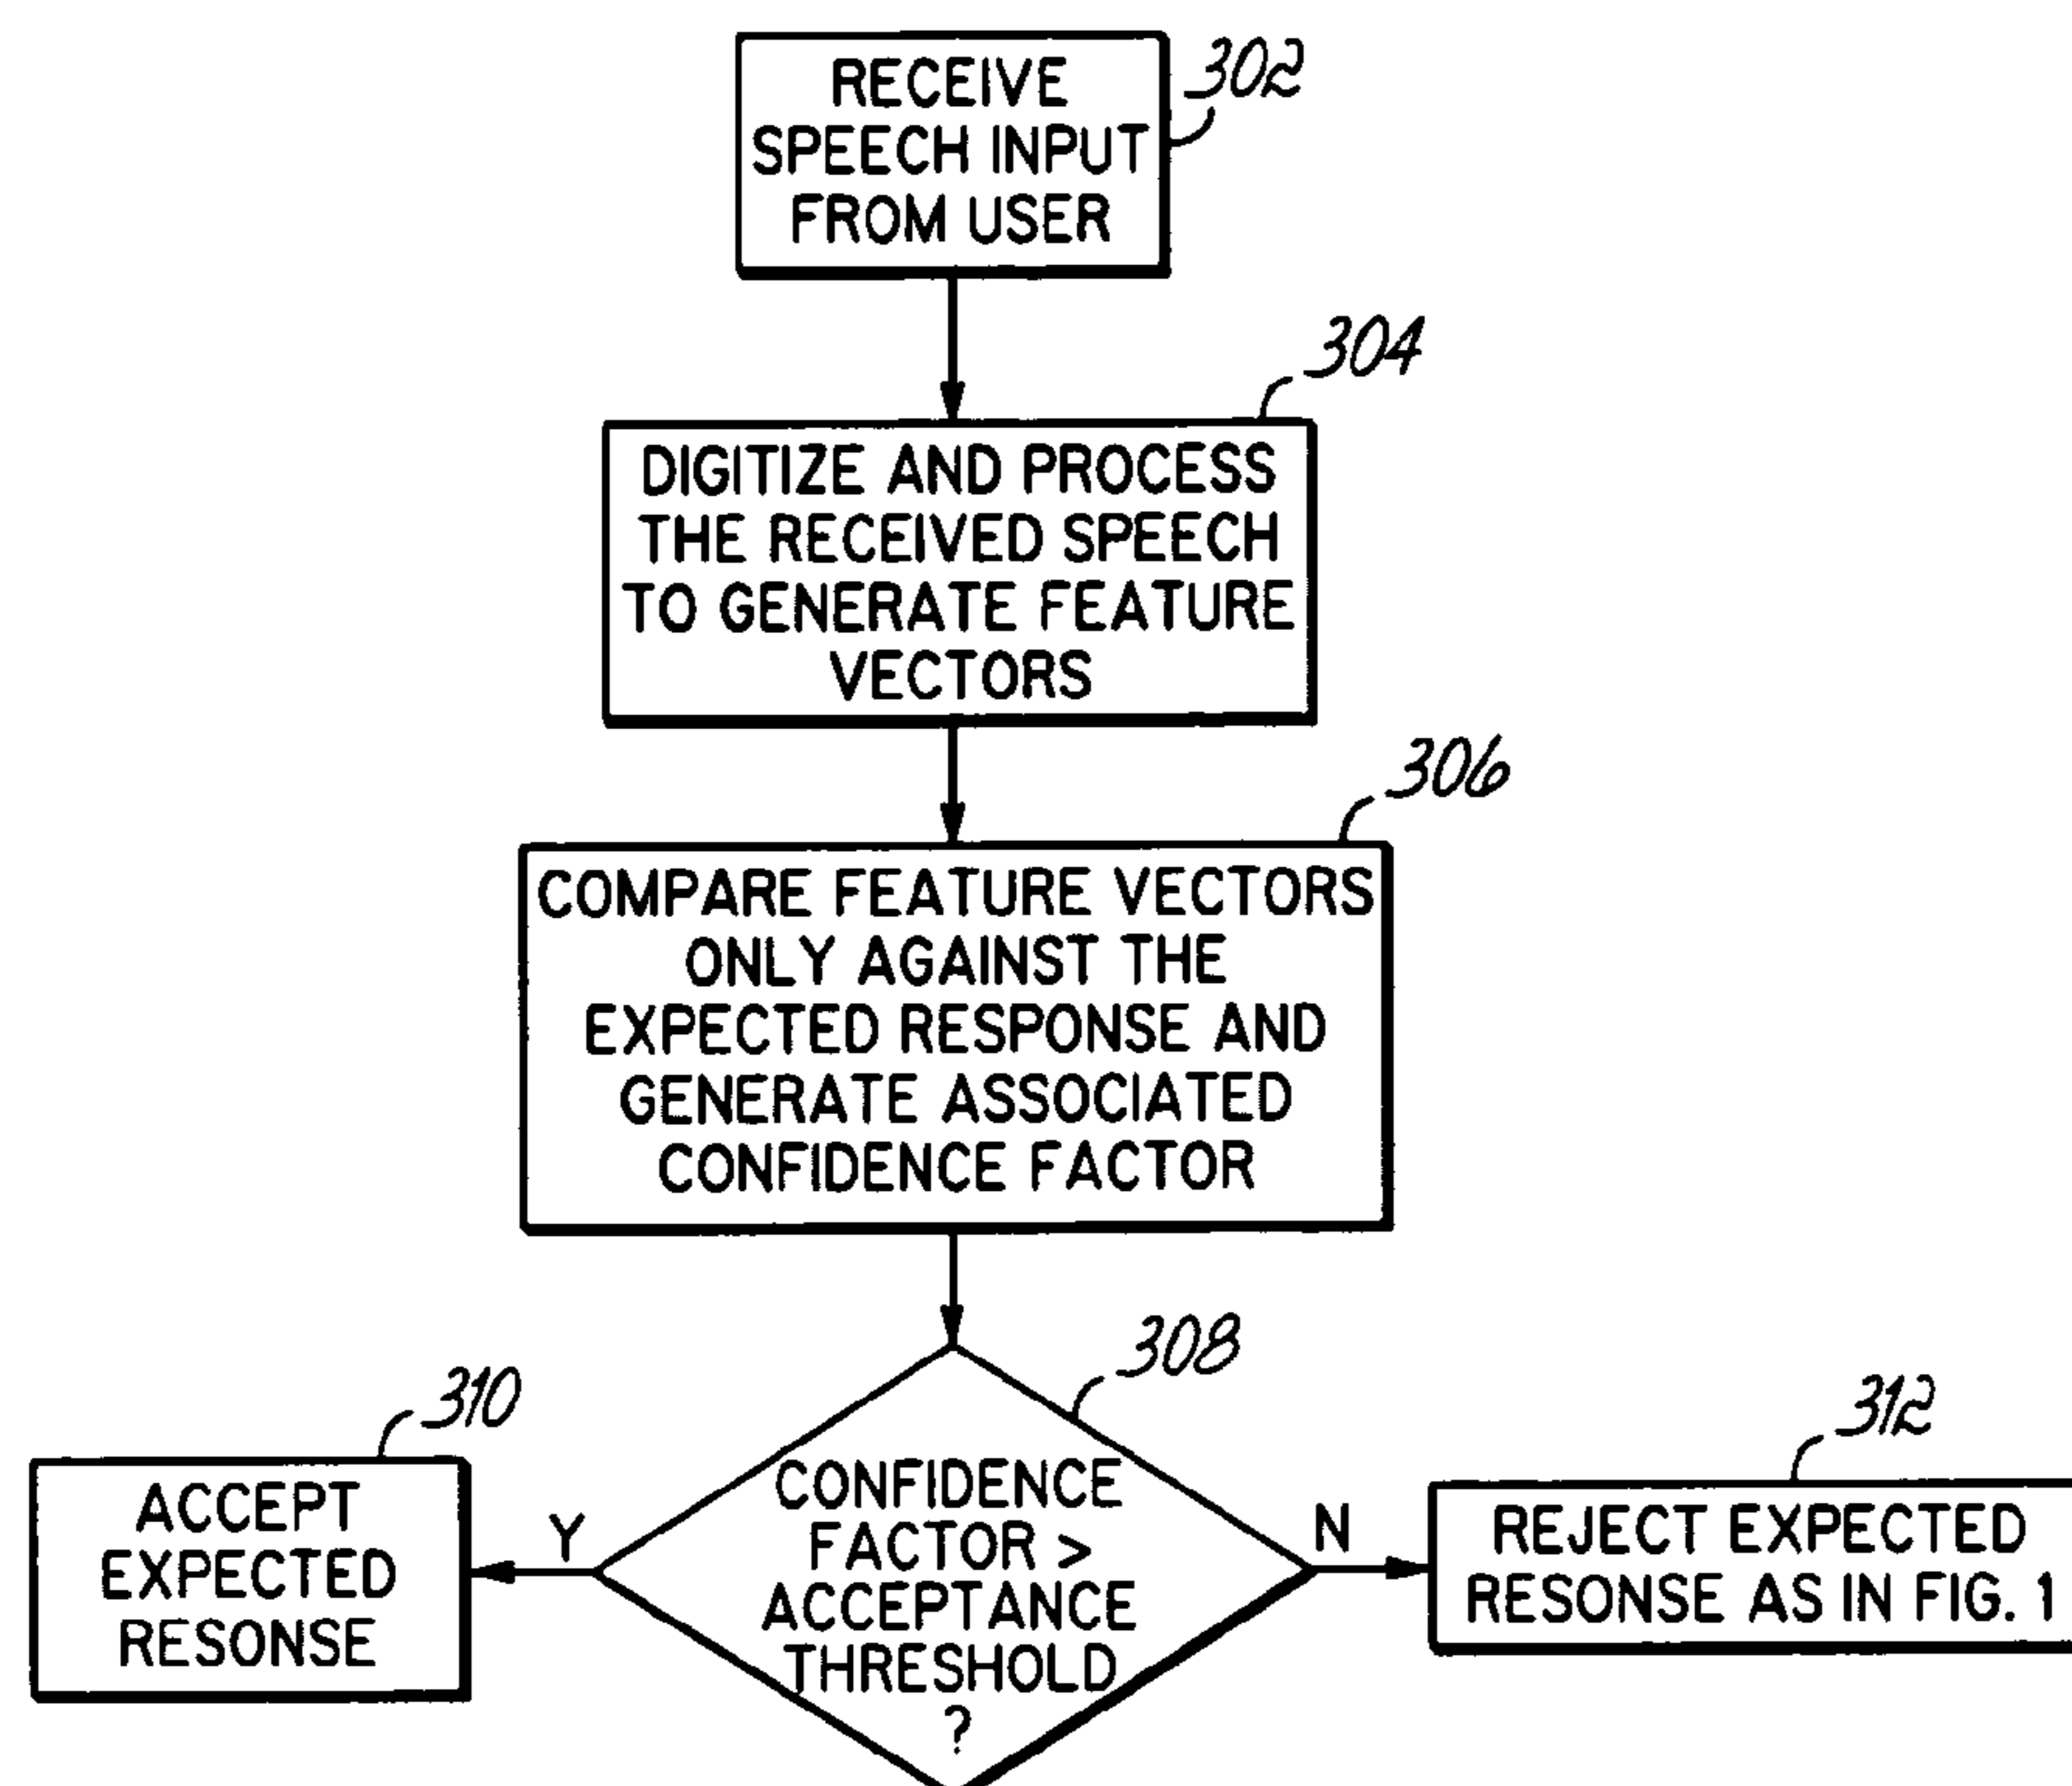 RECEIVE
SPEECH INPUT
FROM USER
302
304
DIGITIZE AND PROCESS
THE RECEIVED SPEECH
TO GENERATE FEATURE
VECTORS
306
COMPARE FEATURE VECTORS
ONLY AGAINST THE
EXPECTED RESPONSE AND
GENERATE ASSOCIATED
CONFIDENCE FACTOR
308
CONFIDENCE
FACTOR >
ACCEPTANCE
THRESHOLD
?
Y
310
ACCEPT
EXPECTED
RESONSE
N
312
REJECT EXPECTED
RESONSE AS IN FIG. 1